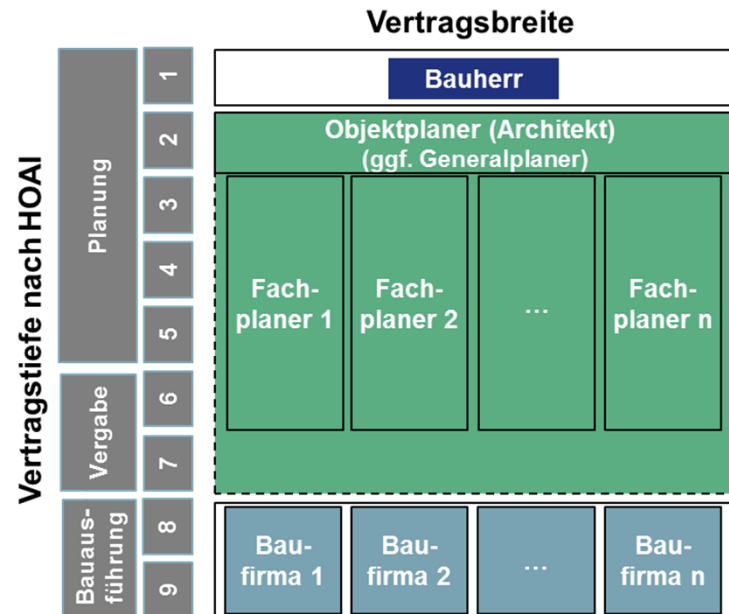 Vertragsbreite
Vertragstiefe nach HOAI
Planung
Vergabe
Bauaus-
führung
1
2
3
4
5
6
7
8
9
Bauherr
Objektplaner (Architekt)
(ggf. Generalplaner)
Fach-
planer 1
Fach-
planer 2
...
Fach-
planer n
Bau-
firma 1
Bau-
firma 2
...
Bau-
firma n